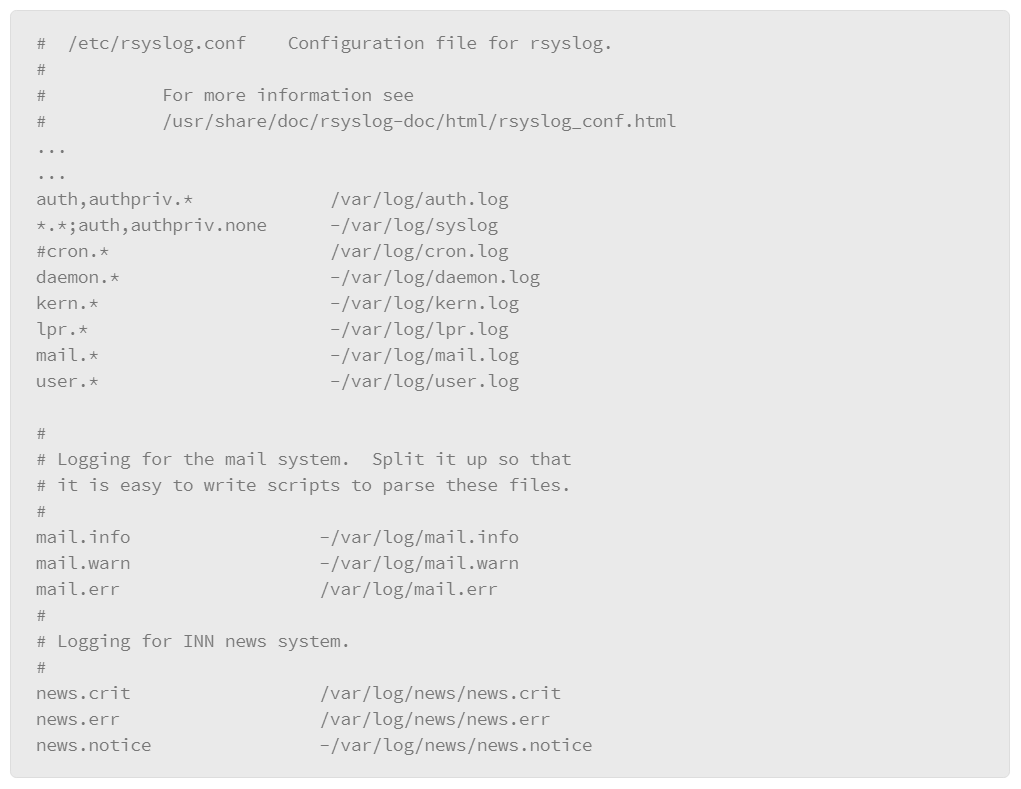 #  /etc/rsyslog.conf    Configuration file for rsyslog.
#
#           For more information see
#           /usr/share/doc/rsyslog-doc/html/rsyslog_conf.html
...
...
auth,authpriv.*             /var/log/auth.log
*.*;auth,authpriv.none      -/var/log/syslog
#cron.*                     /var/log/cron.log
daemon.*                    -/var/log/daemon.log
kern.*                      -/var/log/kern.log
lpr.*                       -/var/log/lpr.log
mail.*                      -/var/log/mail.log
user.*                      -/var/log/user.log

#
# Logging for the mail system.  Split it up so that
# it is easy to write scripts to parse these files.
#
mail.info                  -/var/log/mail.info
mail.warn                  -/var/log/mail.warn
mail.err                   /var/log/mail.err
#
# Logging for INN news system.
#
news.crit                  /var/log/news/news.crit
news.err                   /var/log/news/news.err
news.notice                -/var/log/news/news.notice